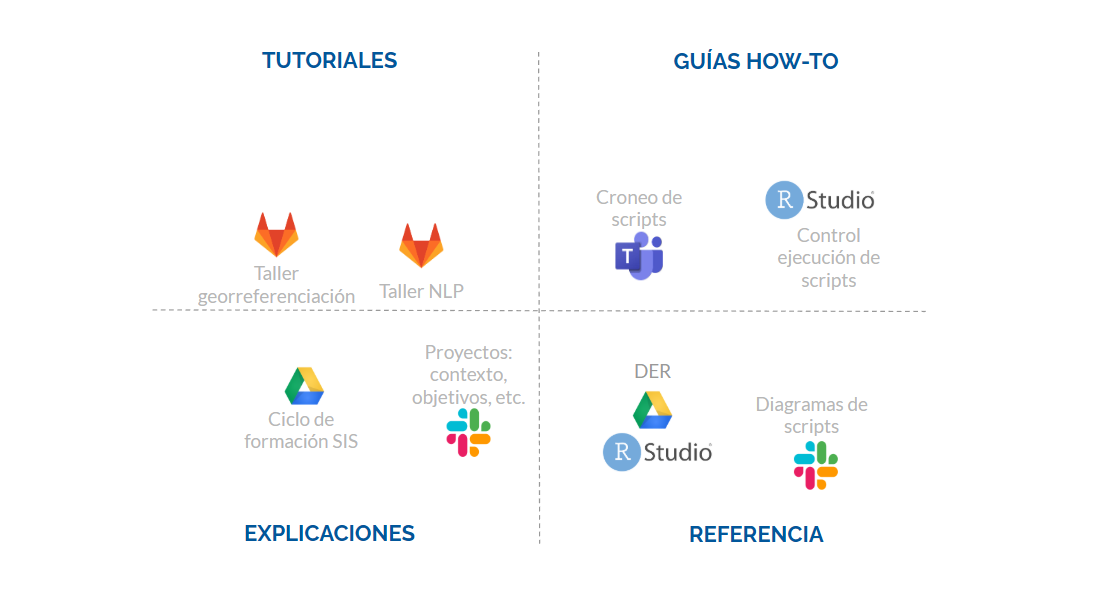 TUTORIALES
GUÍAS HOW-TO
Taller
georreferenciación
Taller NLP
Croneo de
scripts
T
R Studio
Control
ejecución de
scripts
Ciclo de
formación SIS
Proyectos:
contexto,
objetivos, etc.
DER
R Studio
Diagramas de
scripts
EXPLICACIONES
REFERENCIA